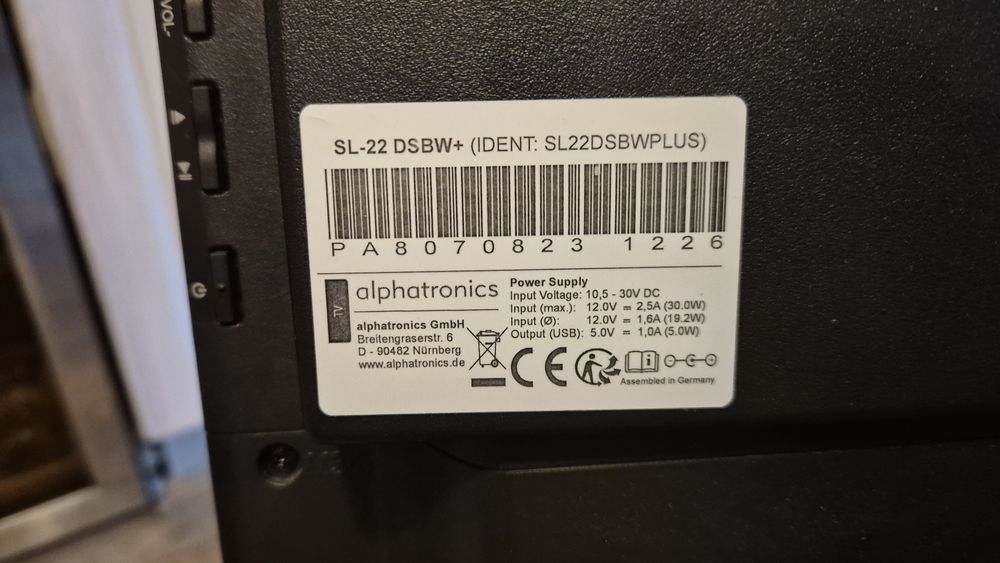 VOL-
SL-22 DSBW+ (IDENT: SL22DSBWPLUS)
PA8070823 1226
TV
alphatronics
alphatronics GmbH
Breitengraserstr. 6
D - 90482 Nürnberg
www.alphatronics.de
Power Supply
Input Voltage: 10,5 - 30V DC
Input (max.): 12.0V ⎓ 2,5A (30.0W)
Input (Ø): 12.0V ⎓ 1,6A (19.2W)
Output (USB): 5.0V ⎓ 1,0A (5.0W)
CE
Assembled in Germany